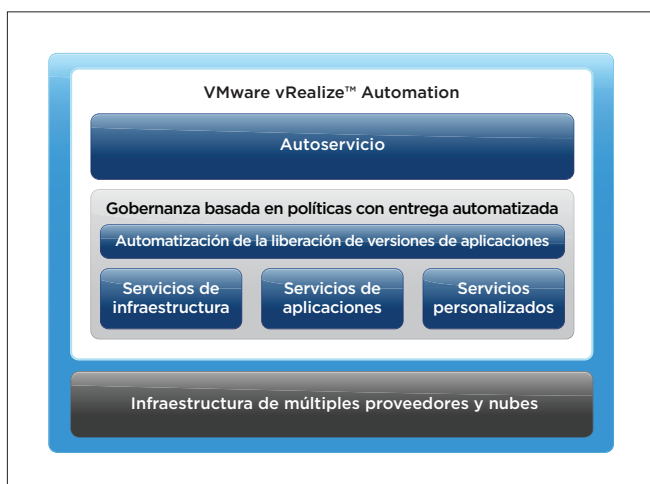 VMware vRealize™ Automation
Autoservicio
Gobernanza basada en políticas con entrega automatizada
Automatización de la liberación de versiones de aplicaciones
Servicios de
infraestructura
Servicios de
aplicaciones
Servicios
personalizados
Infraestructura de múltiples proveedores y nubes